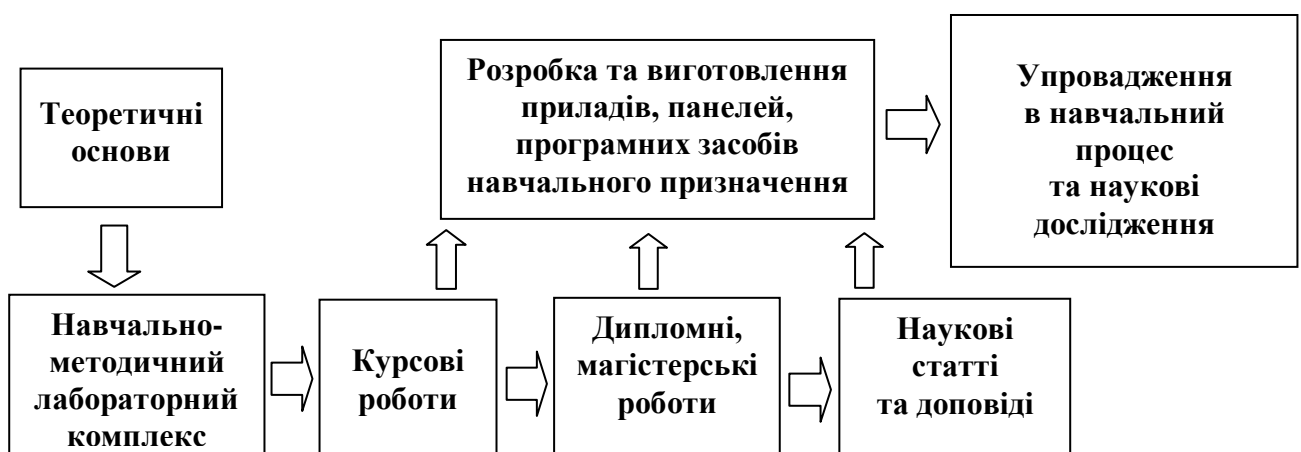 Теоретичні
основи
Розробка та виготовлення
приладів, панелей,
програмних засобів
навчального призначення
Упровадження
в навчальний
процес
та наукові
дослідження
Навчально-
методичний
лабораторний
комплекс
Курсові
роботи
Дипломні,
магістерські
роботи
Наукові
статті
та доповіді